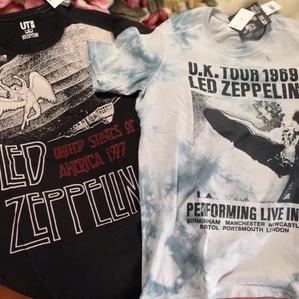 UT
UNITED STATES OF
AMERICA 1977
LED
ZEPPELIN
U.K. TOUR 1969
LED ZEPPELIN
PERFORMING LIVE IN
BIRMINGHAM MANCHESTER NEWCASTLE
BRISTOL PORTSMOUTH LONDON